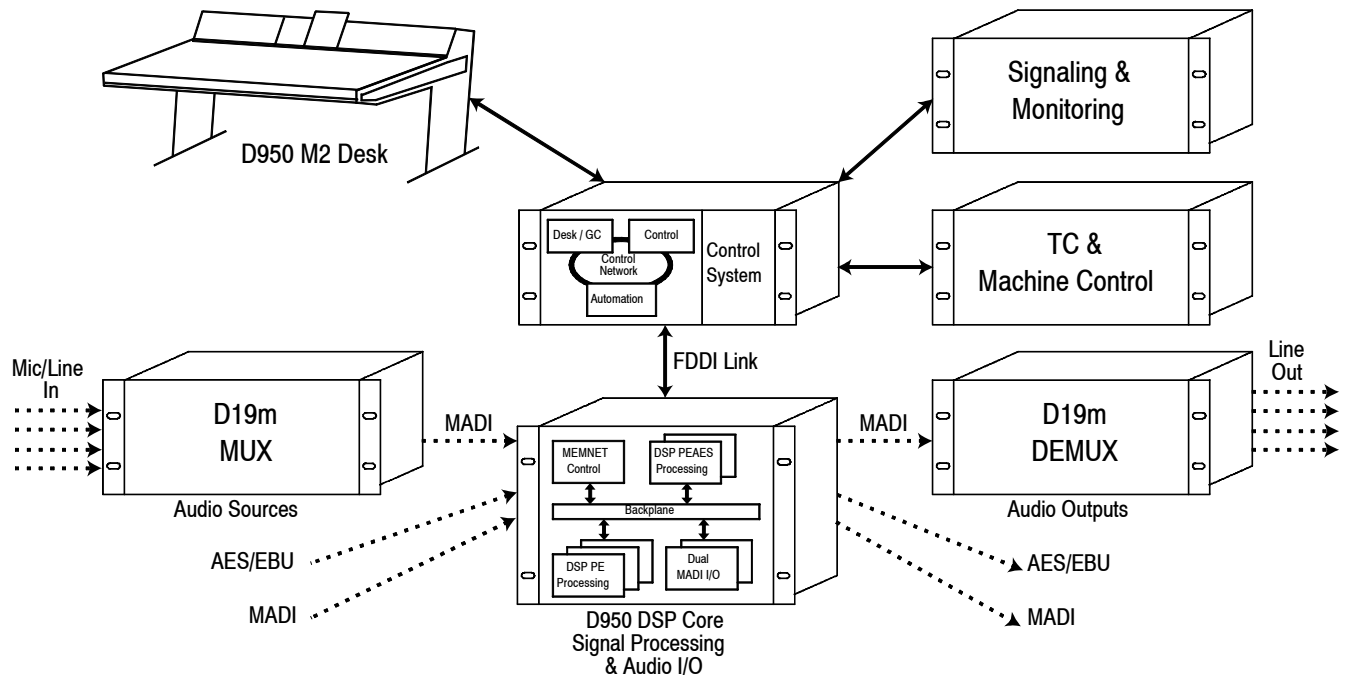 D950 M2 Desk
Signaling &
Monitoring
Desk / GC
Control
Control
Network
Automation
Control
System
TC &
Machine Control
FDDI Link
Mic/Line
In
D19m
MUX
Audio Sources
MADI
AES/EBU
MADI
MEMNET
Control
DSP PEAES
Processing
Backplane
DSP PE
Processing
Dual
MADI I/O
D950 DSP Core
Signal Processing
& Audio I/O
MADI
D19m
DEMUX
Audio Outputs
Line
Out
AES/EBU
MADI